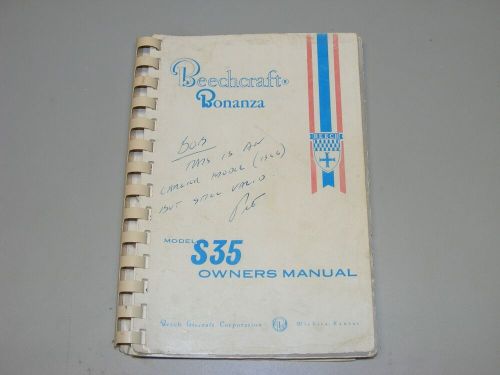 Beechcraft®
Bonanza
BEECH
BOB
THIS IS AN
EARLIER MODEL (1966)
BUT STILL VALID.
MODEL S35
OWNERS MANUAL
Beech Aircraft Corporation Wichita, Kansas